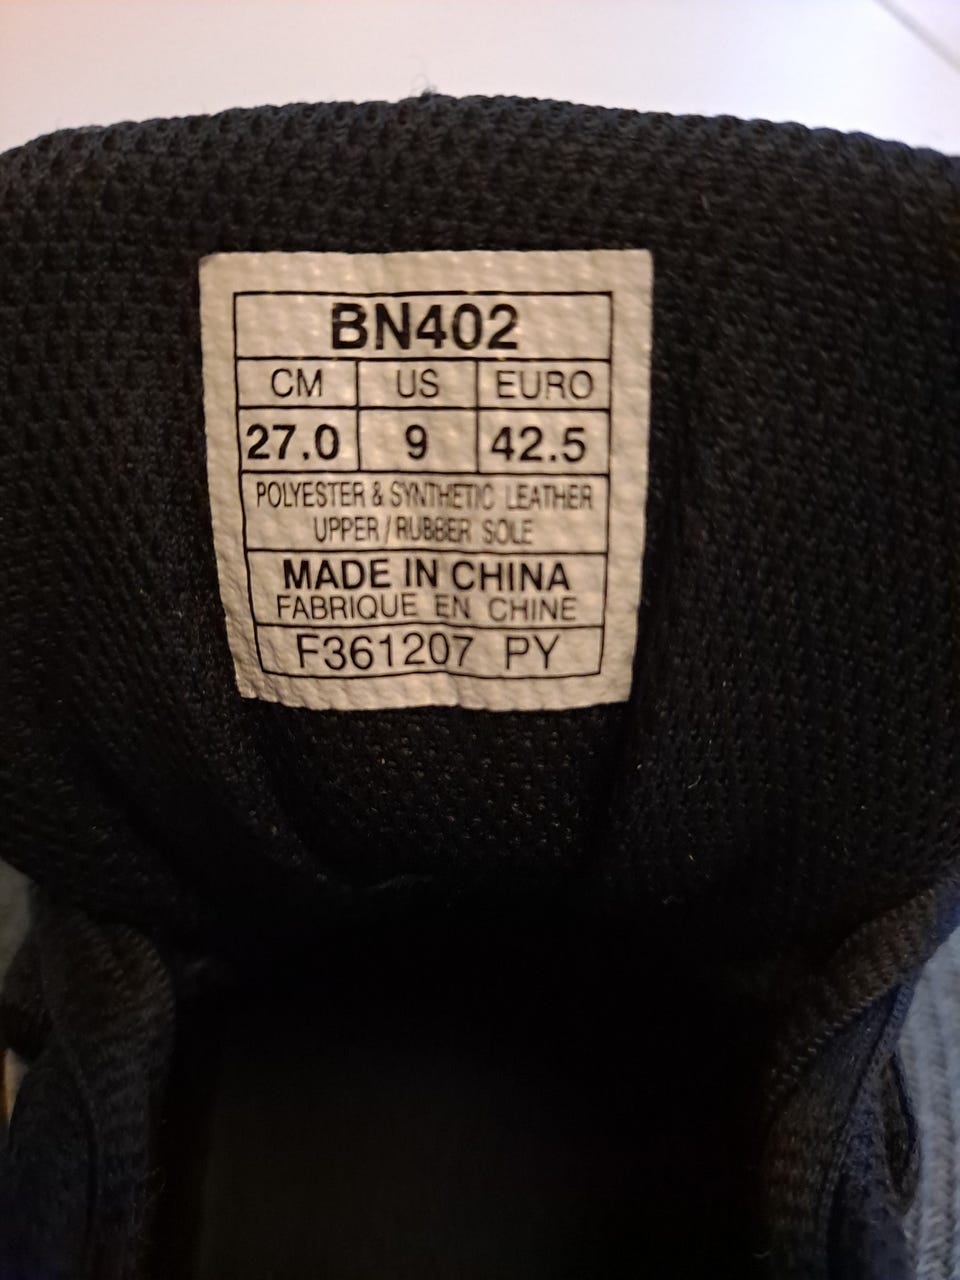 BN402
CM US EURO
27.0 9 42.5
POLYESTER & SYNTHETIC LEATHER
UPPER / RUBBER SOLE
MADE IN CHINA
FABRIQUE EN CHINE
F361207 PY